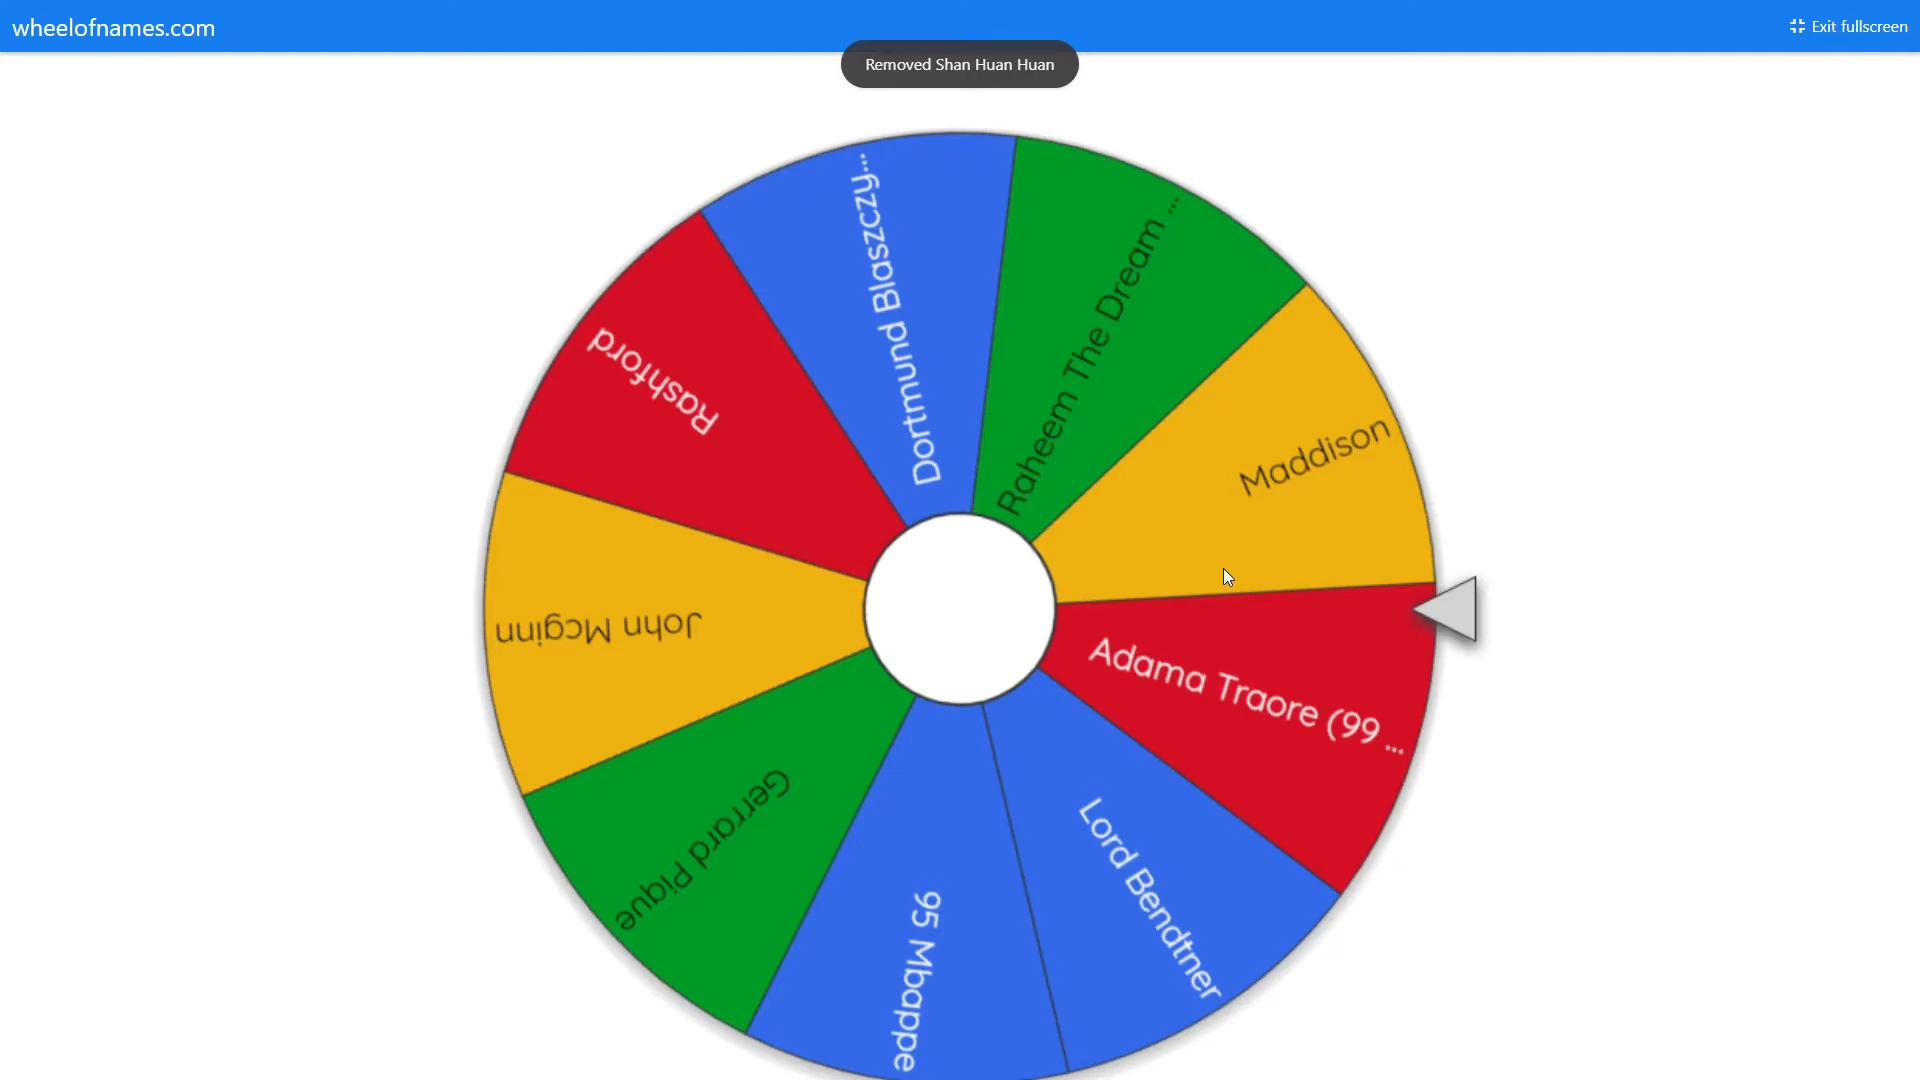 wheelofnames.com
Exit fullscreen
Removed Shan Huan Huan
Dortmund Blaszczy...
Raheem The Dream ...
Maddison
Adama Traore (99 ...
Lord Bendtner
95 Mbappe
Gerrard Pique
John Mcginn
Rashford